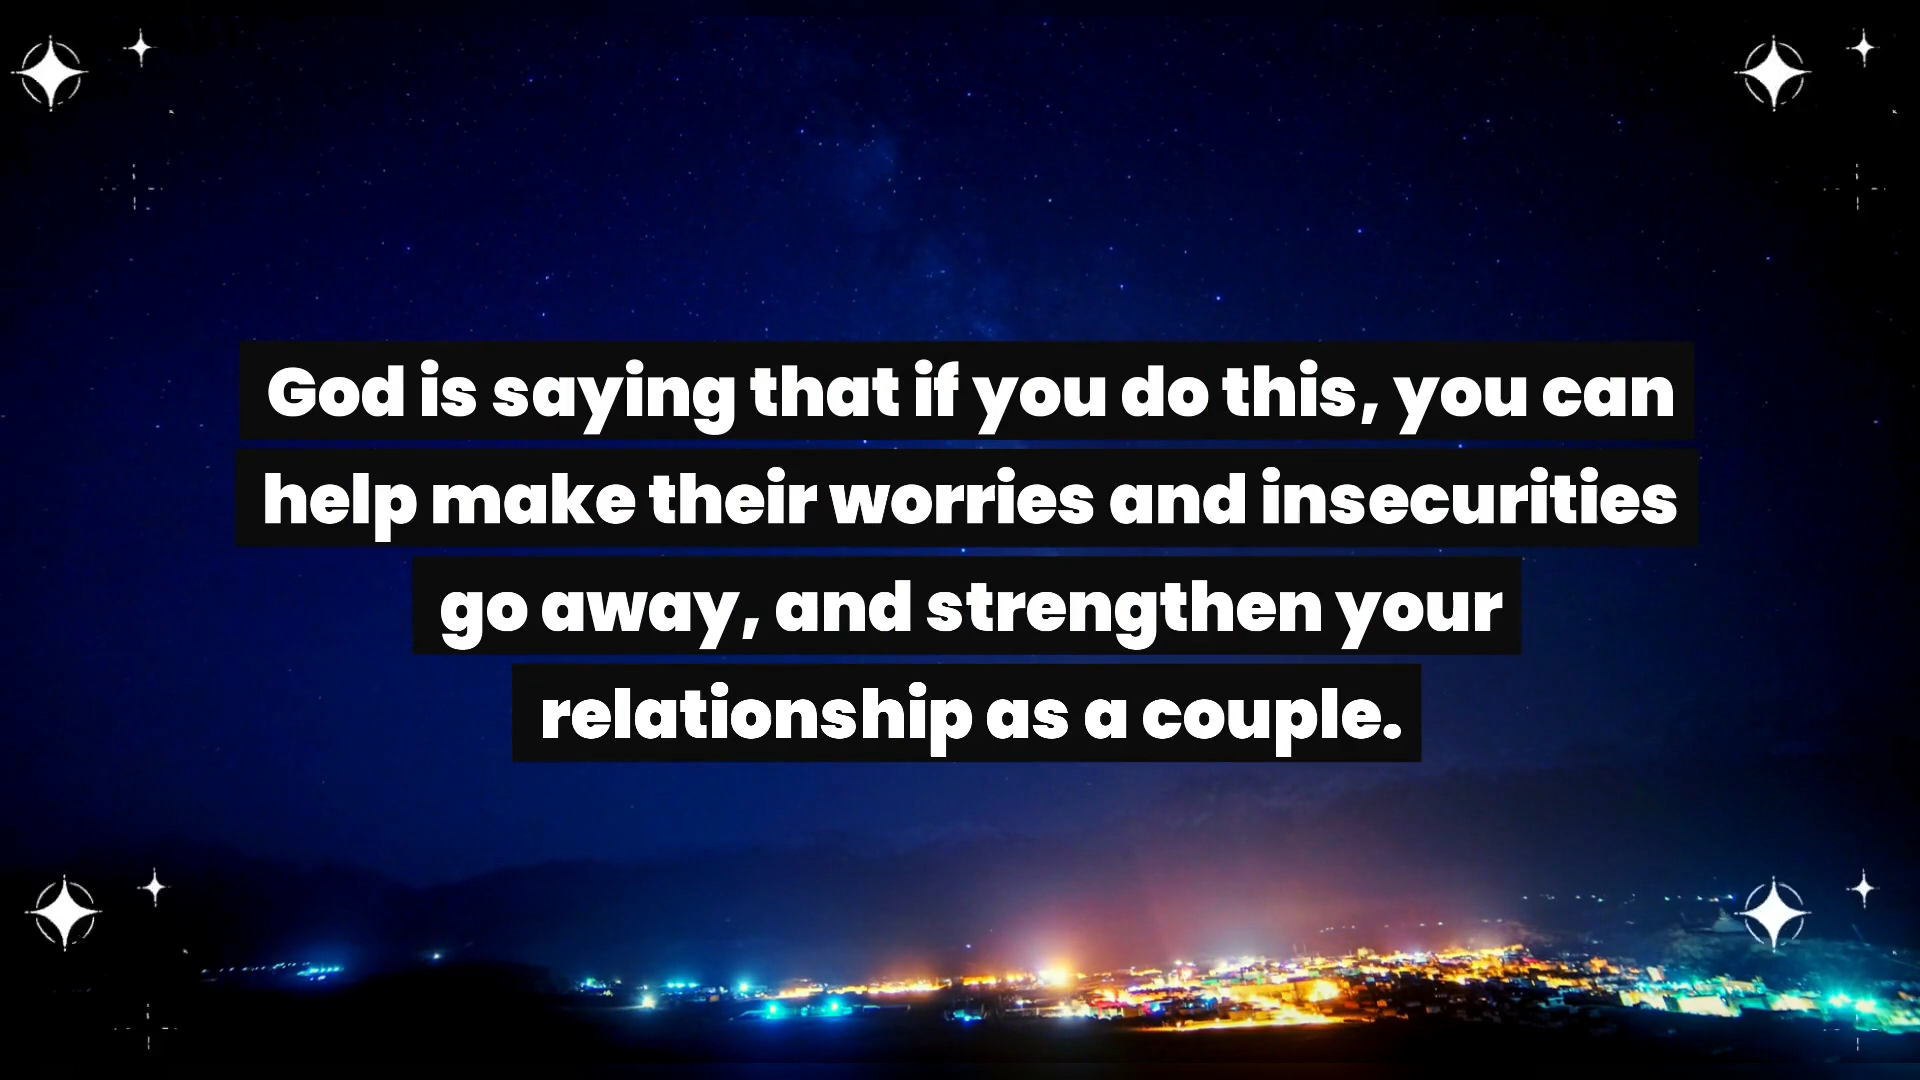 God is saying that if you do this, you can
help make their worries and insecurities
go away, and strengthen your
relationship as a couple.